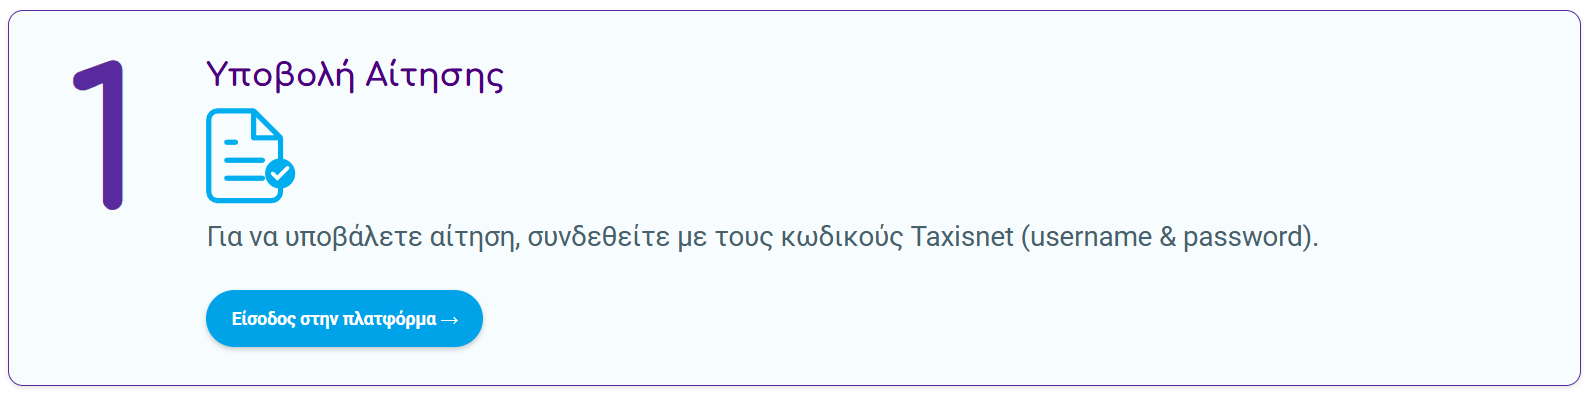 1
Υποβολή Αίτησης
Για να υποβάλετε αίτηση, συνδεθείτε με τους κωδικούς Taxisnet (username & password).
Είσοδος στην πλατφόρμα →